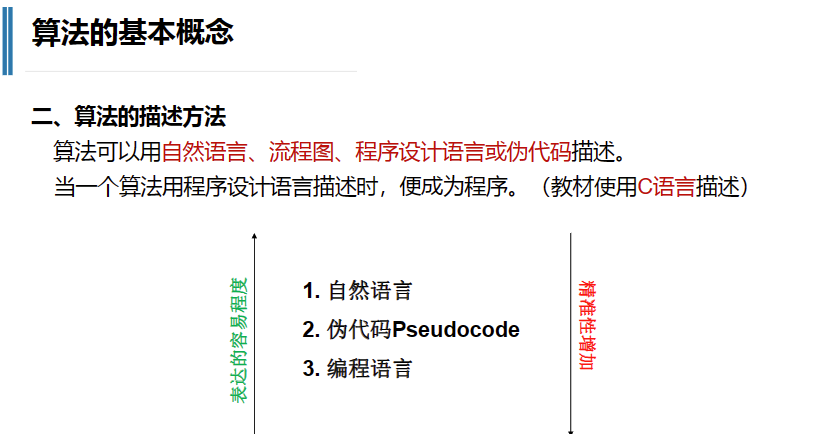 算法的基本概念
二、算法的描述方法
算法可以用自然语言、流程图、程序设计语言或伪代码描述。
当一个算法用程序设计语言描述时，便成为程序。（教材使用C语言描述）
表达的容易程度
1. 自然语言
2. 伪代码Pseudocode
3. 编程语言
精准性增加